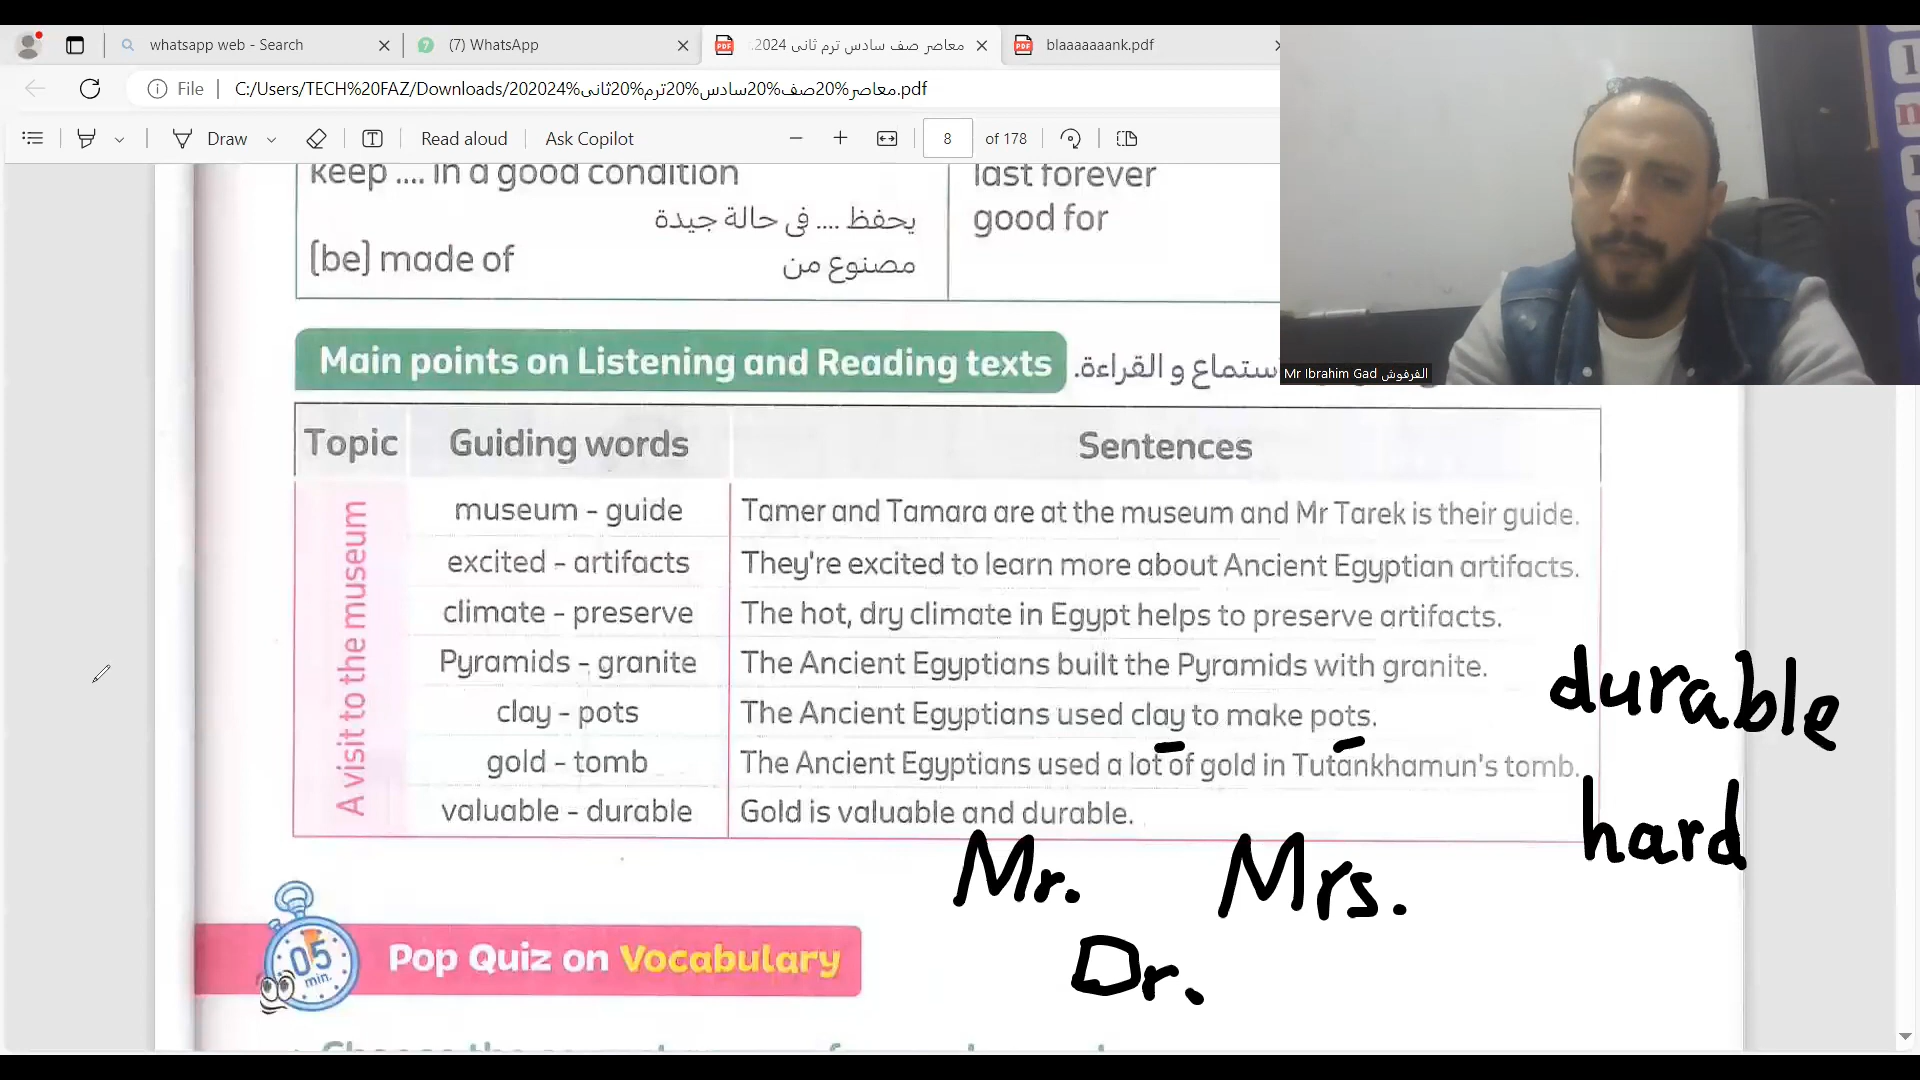 whatsapp web - Search
(7) WhatsApp
معاصر صف سادس ترم ثانى 2024
blaaaaaaank.pdf
File
C:/Users/TECH%20FAZ/Downloads/202024%معاصر%20صف%20سادس%20ترم%20ثانى.pdf
Draw
Read aloud
Ask Copilot
8 of 178
keep .... in a good condition
يحفظ .... فى حالة جيدة
(be) made of
مصنوع من
last forever
good for
Mr Ibrahim Gad الفرفوش
Main points on Listening and Reading texts
و القراءة.
Topic Guiding words Sentences
A visit to the museum
museum - guide Tamer and Tamara are at the museum and Mr Tarek is their guide.
excited - artifacts They're excited to learn more about Ancient Egyptian artifacts.
climate - preserve The hot, dry climate in Egypt helps to preserve artifacts.
Pyramids - granite The Ancient Egyptians built the Pyramids with granite.
clay - pots The Ancient Egyptians used clay to make pots.
gold - tomb The Ancient Egyptians used a lot of gold in Tutankhamun's tomb.
valuable - durable Gold is valuable and durable.
durable
hard
Mr. Mrs.
Dr.
05 min.
Pop Quiz on Vocabulary